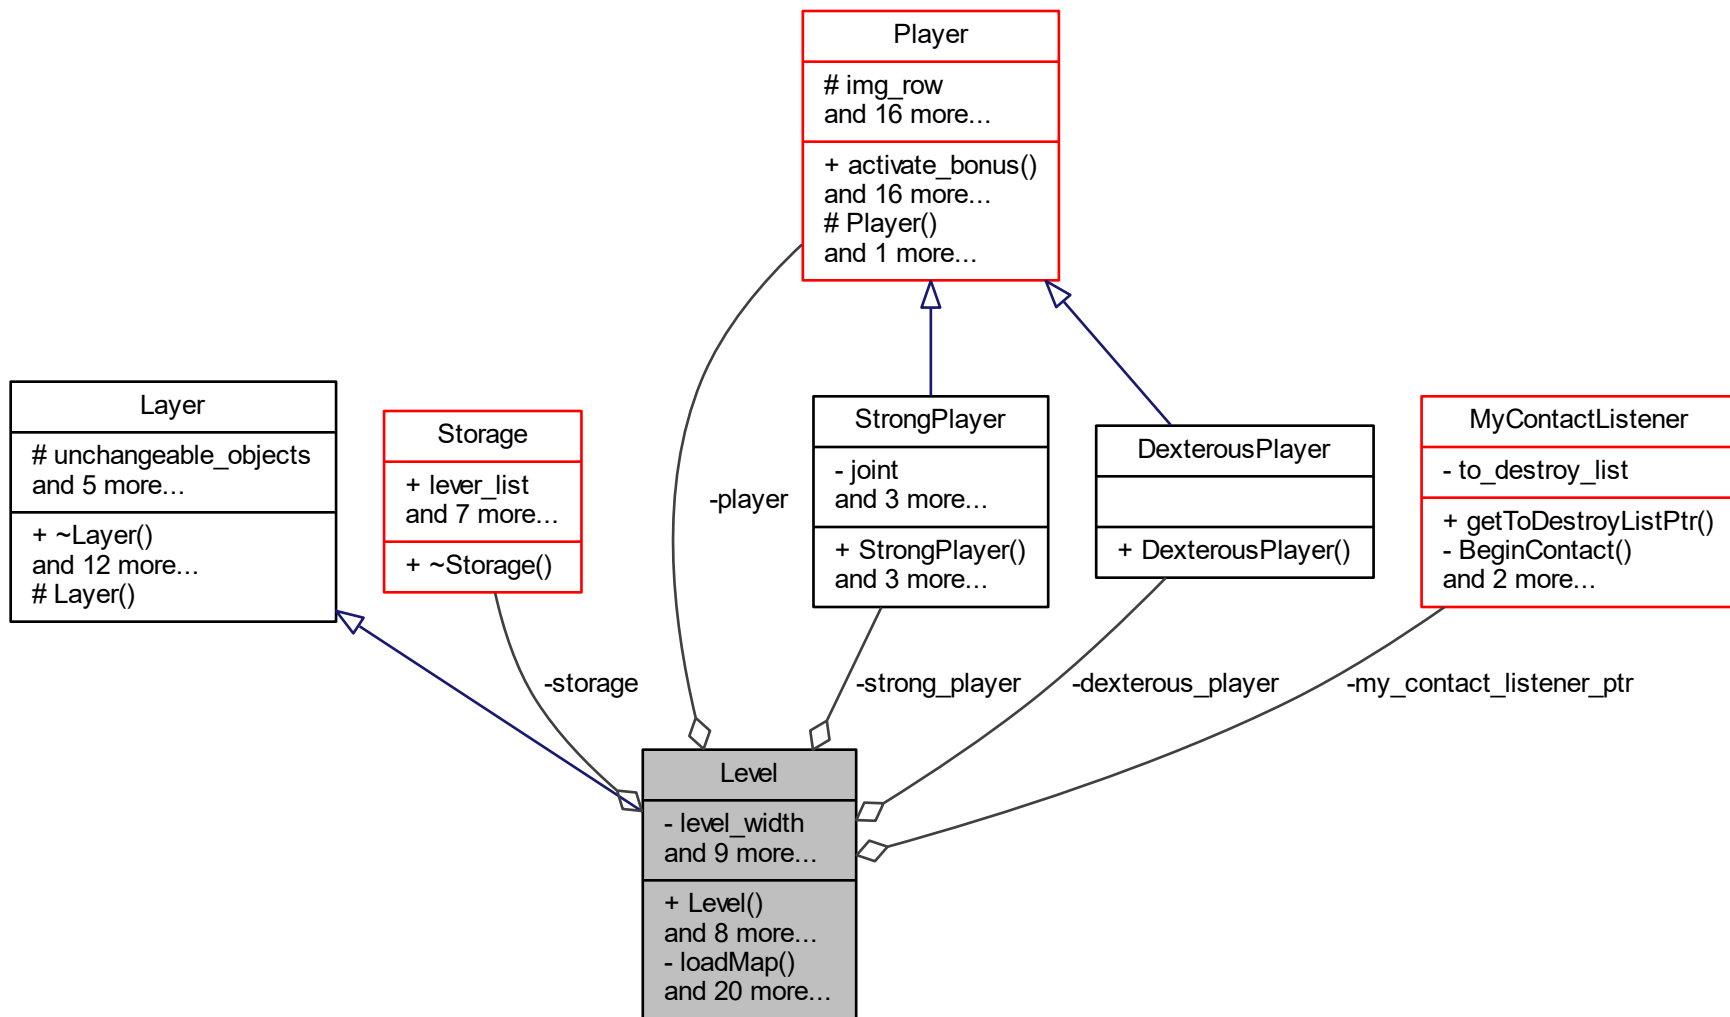 Player
# img_row
and 16 more...
+ activate_bonus()
and 16 more...
# Player()
and 1 more...
Layer
# unchangeable_objects
and 5 more...
+ ~Layer()
and 12 more...
# Layer()
Storage
+ lever_list
and 7 more...
+ ~Storage()
StrongPlayer
- joint
and 3 more...
+ StrongPlayer()
and 3 more...
DexterousPlayer
+ DexterousPlayer()
MyContactListener
- to_destroy_list
+ getToDestroyListPtr()
- BeginContact()
and 2 more...
-player
-storage
-strong_player
-dexterous_player
-my_contact_listener_ptr
Level
- level_width
and 9 more...
+ Level()
and 8 more...
- loadMap()
and 20 more...